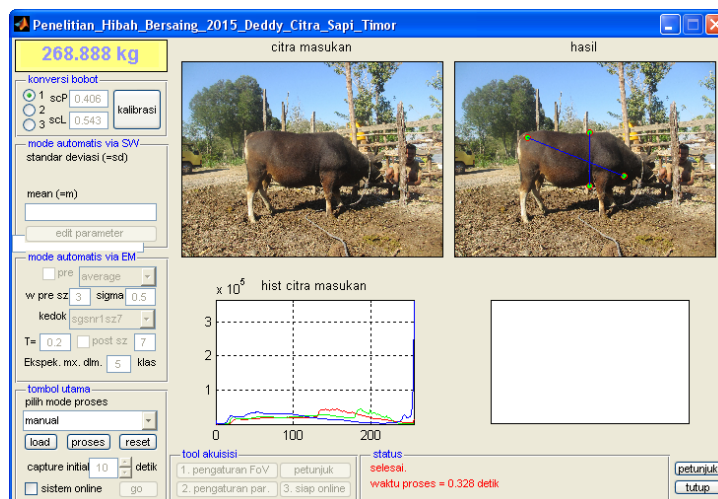 Penelitian_Hibah_Bersaing_2015_Deddy_Citra_Sapi_Timor
268.888 kg
konversi bobot
1 scP 0.406
2
3 scL 0.543
kalibrasi
mode automatis via SW
standar deviasi (=sd)
mean (=m)
edit parameter
mode automatis via EM
pre average
w pre sz 3 sigma 0.5
kedok sgsnr1sz7
T= 0.2 post sz 7
Ekspek. mx. dlm. 5 klas
tombol utama
pilih mode proses
manual
load proses reset
capture initial 10 detik
sistem online go
citra masukan
hasil
x 10^5 hist citra masukan
3
2
1
0 100 200
tool akuisisi
1. pengaturan FoV petunjuk
2. pengaturan par. 3. siap online
status
selesai.
waktu proses = 0.328 detik
petunjuk
tutup